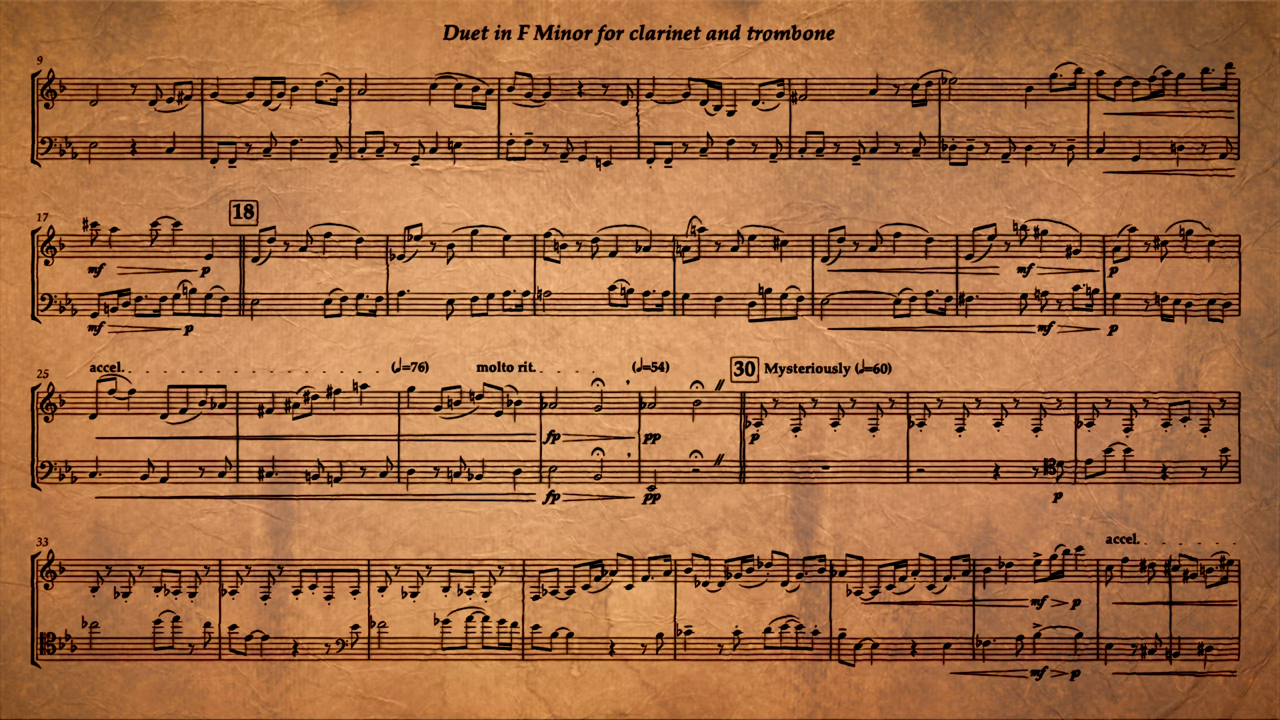 Duet in F Minor for clarinet and trombone
9
17
18
mf p
mf p
mf p
mf p
25
accel. (♩=76) molto rit. (♩=54)
30 Mysteriously (♩=60)
fp pp p
fp pp p
33
accel.
mf p
mf p